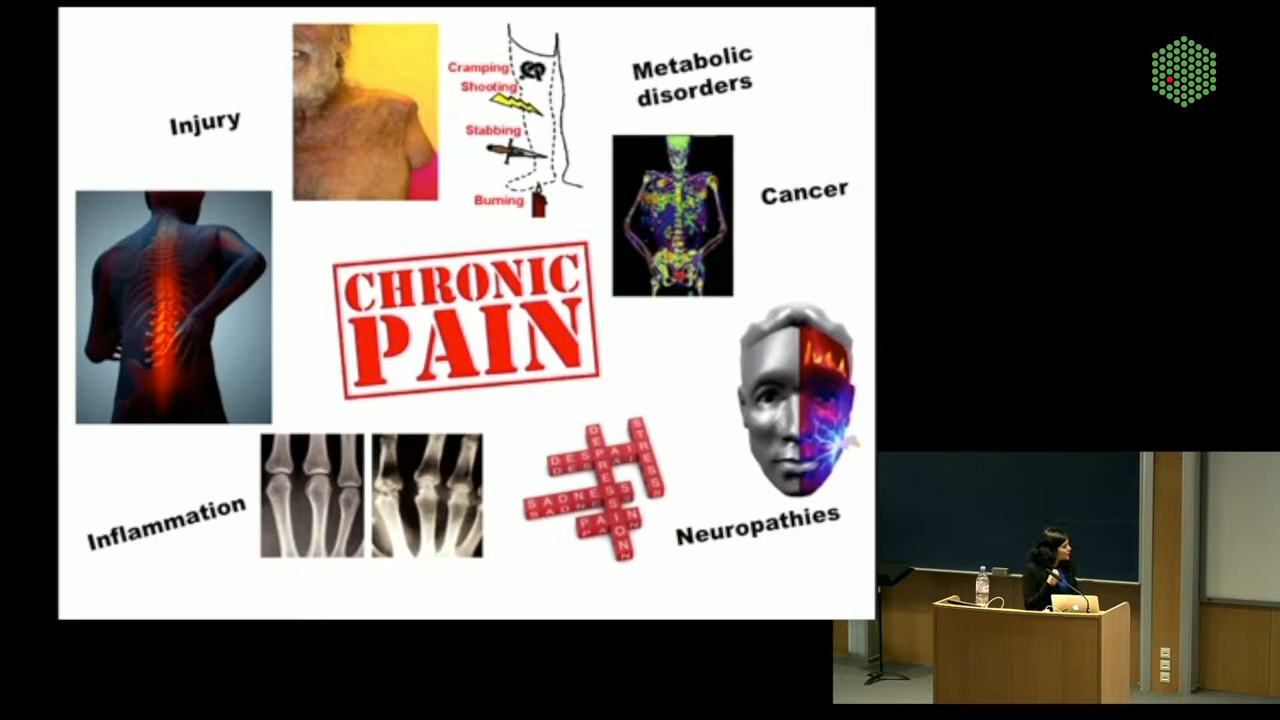 Injury
Cramping
Shooting
Stabbing
Burning
Metabolic
disorders
Cancer
CHRONIC
PAIN
Inflammation
DEPRESSION
STRESS
DESPAIR
SADNESS
PAIN
Neuropathies